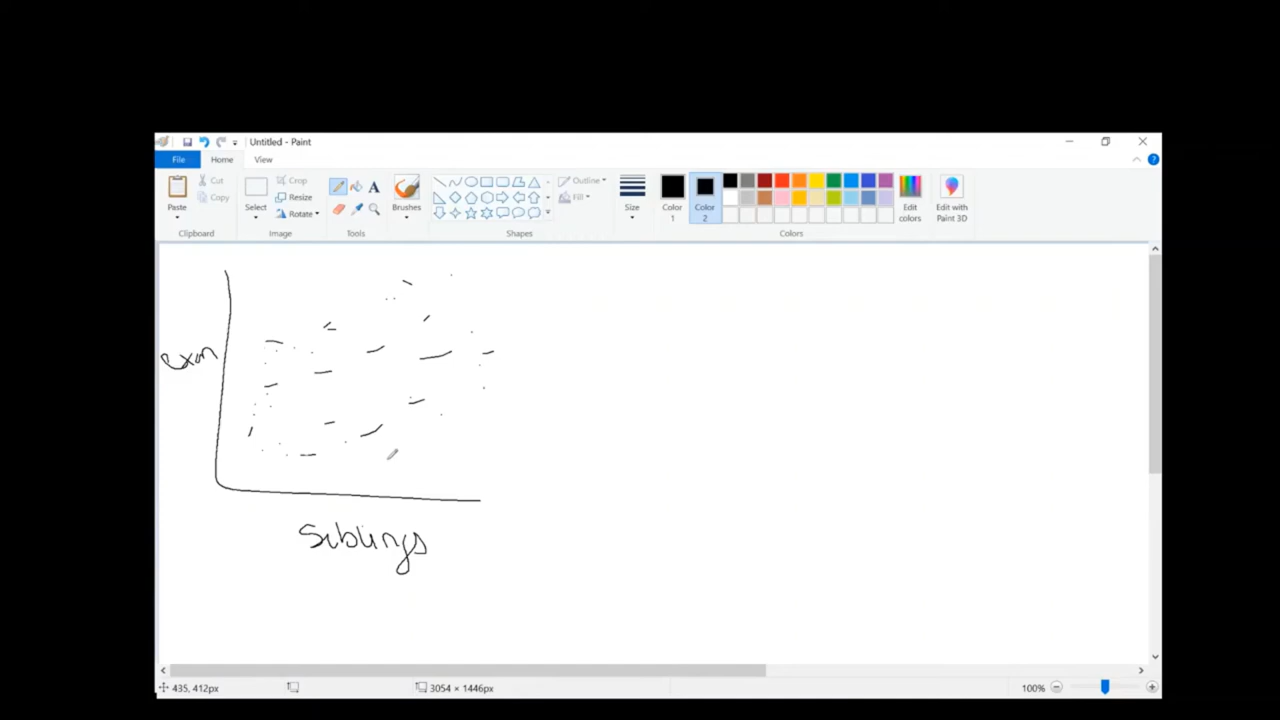 Untitled - Paint
File Home View
Paste
Cut
Copy
Clipboard
Select
Crop
Resize
Rotate
Image
Tools
Brushes
Shapes
Outline
Fill
Size
Color 1
Color 2
Colors
Edit colors
Edit with Paint 3D
exam
Siblings
435, 412px 3054 × 1446px 100%